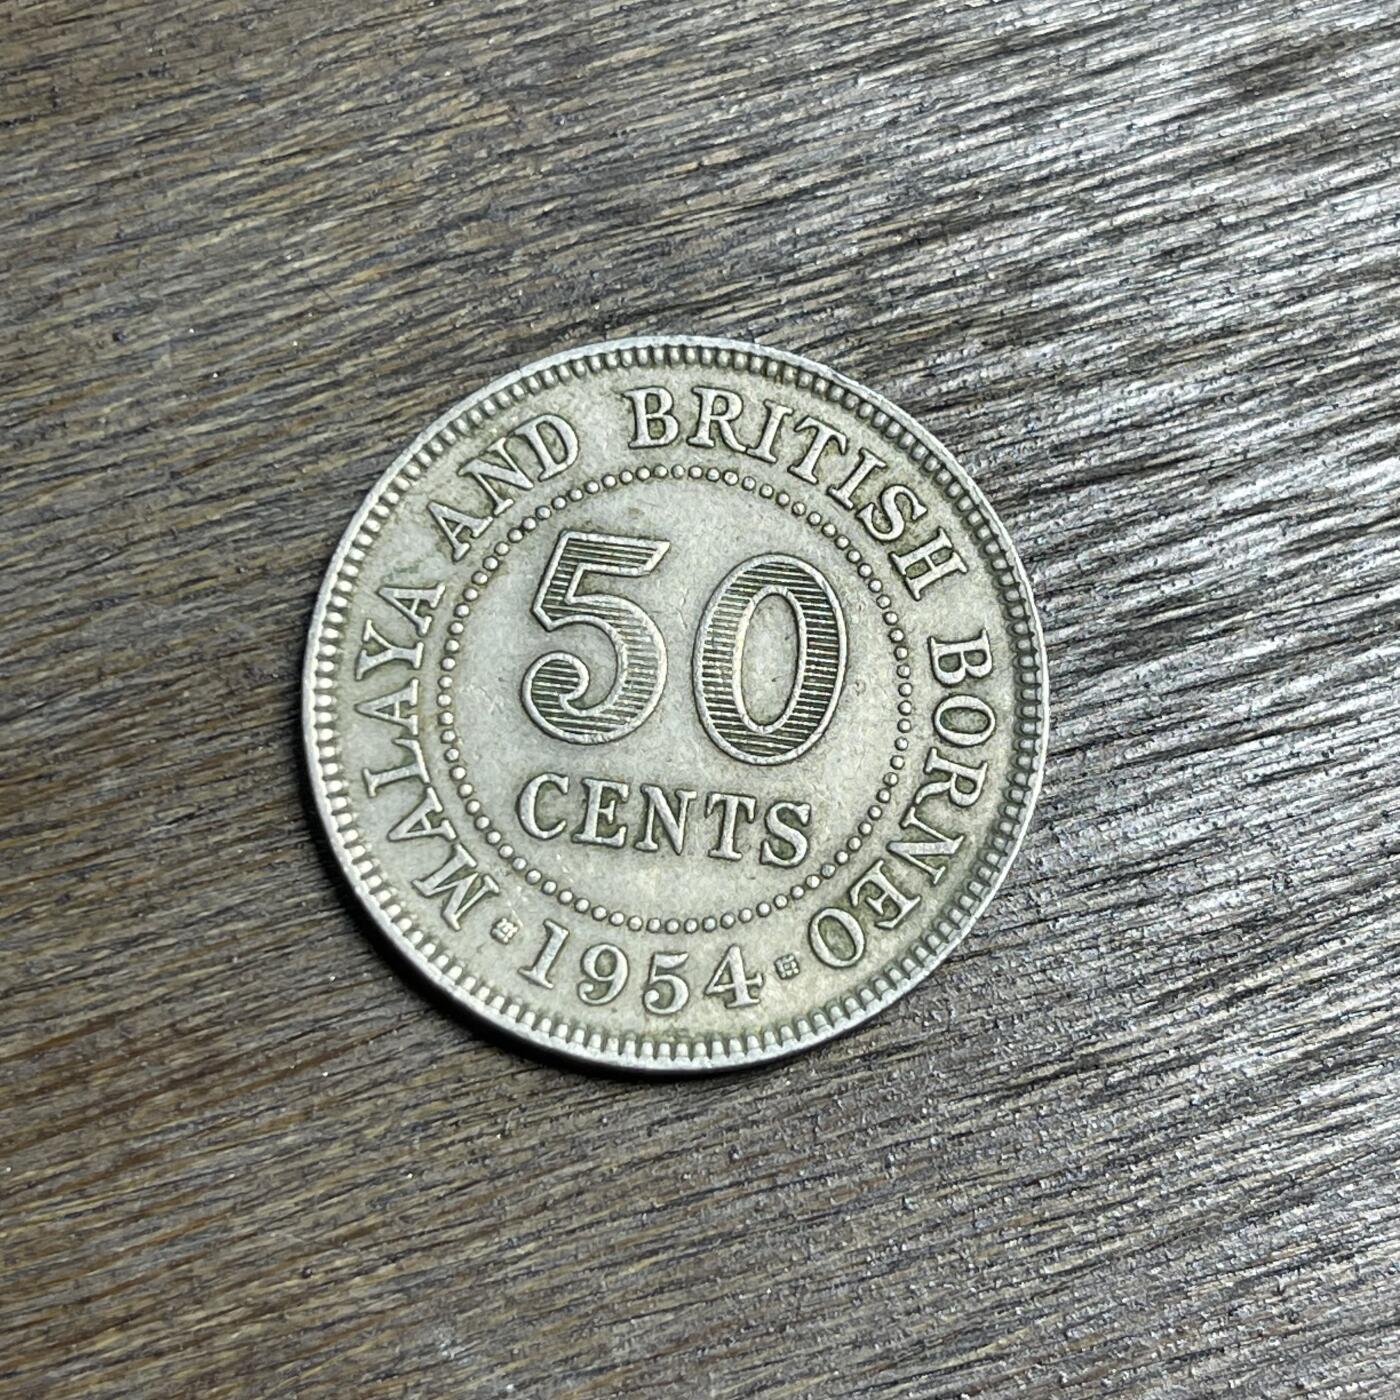 MALAYA AND BRITISH BORNEO
50
CENTS
1954